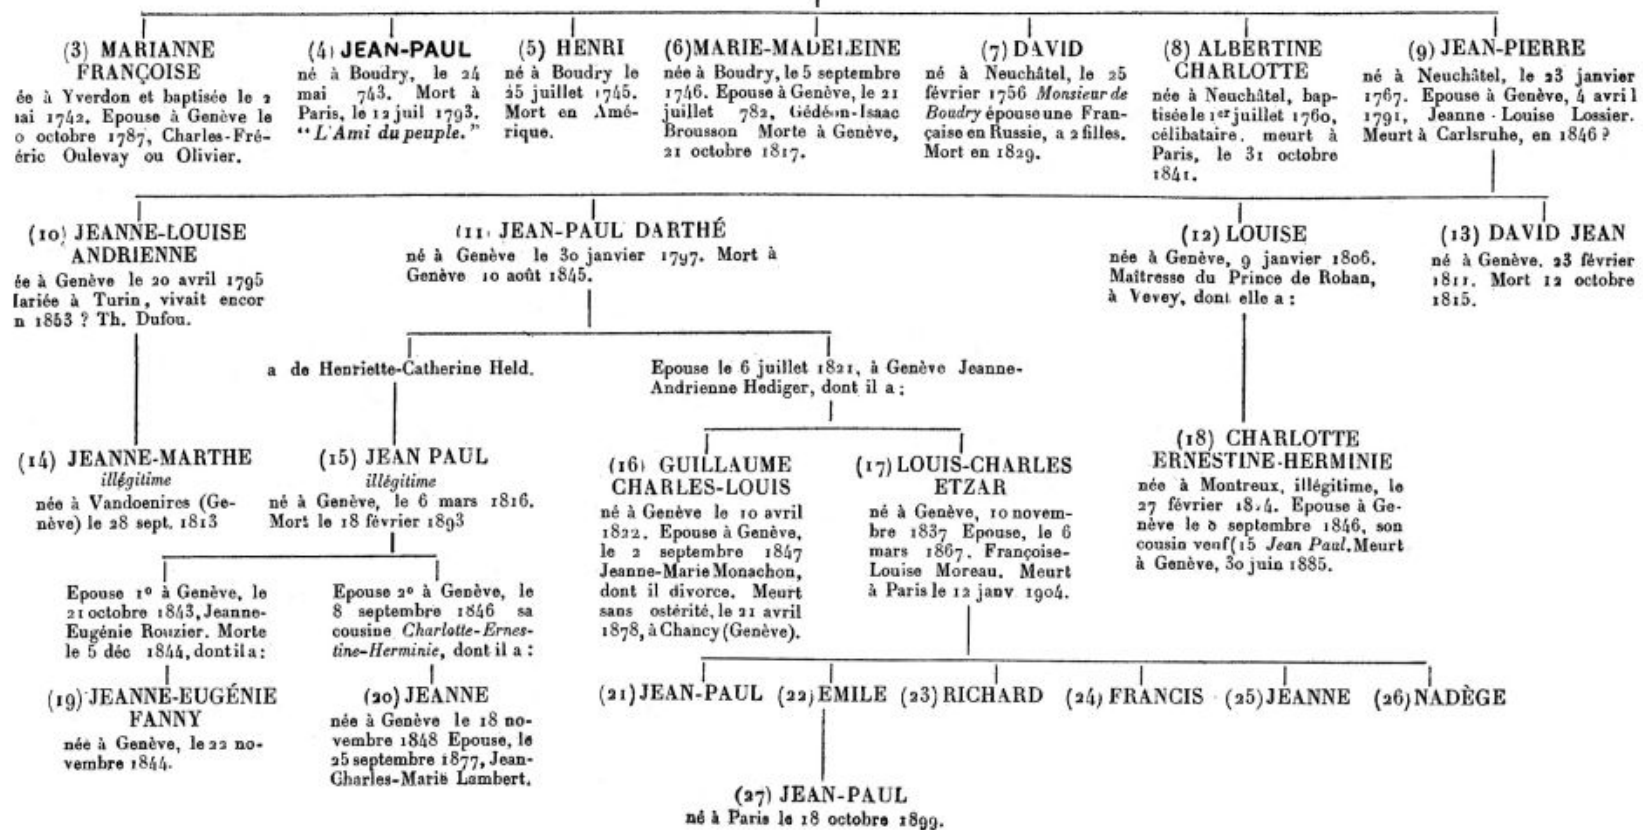 (3) MARIANNE
FRANÇOISE
ée à Yverdon et baptisée le 2
nai 1742. Epouse à Genève le
0 octobre 1787, Charles-Fré-
éric Oulevay ou Olivier.
(4) JEAN-PAUL
né à Boudry, le 24
mai 743. Mort à
Paris, le 12 juil 1793.
“L'Ami du peuple.”
(5) HENRI
né à Boudry le
25 juillet 1745.
Mort en Amé-
rique.
(6) MARIE-MADELEINE
née à Boudry, le 5 septembre
1746. Epouse à Genève, le 21
juillet 782, Gédéon-Isaac
Brousson Morte à Genève,
21 octobre 1817.
(7) DAVID
né à Neuchâtel, le 25
février 1756 Monsieur de
Boudry épouse une Fran-
çaise en Russie, a 2 filles.
Mort en 1829.
(8) ALBERTINE
CHARLOTTE
née à Neuchâtel, bap-
tisée le 1er juillet 1760,
célibataire. meurt à
Paris, le 31 octobre
1841.
(9) JEAN-PIERRE
né à Neuchâtel, le 23 janvier
1767. Epouse à Genève, 4 avril
1791, Jeanne-Louise Lossier.
Meurt à Carlsruhe, en 1846 ?
(10) JEANNE-LOUISE
ANDRIENNE
ée à Genève le 20 avril 1795
lariée à Turin, vivait encor
n 1853 ? Th. Dufou.
(11) JEAN-PAUL DARTHÉ
né à Genève le 30 janvier 1797. Mort à
Genève 10 août 1845.
(12) LOUISE
née à Genève, 9 janvier 1806.
Maîtresse du Prince de Rohan,
à Vevey, dont elle a :
(13) DAVID JEAN
né à Genève. 23 février
1811. Mort 12 octobre
1815.
a de Henriette-Catherine Held.
Epouse le 6 juillet 1821, à Genève Jeanne-
Andrienne Hediger, dont il a ;
(14) JEANNE-MARTHE
illégitime
née à Vandoenires (Ge-
nève) le 28 sept. 1813
(15) JEAN PAUL
illégitime
né à Genève, le 6 mars 1816.
Mort le 18 février 1893
(16) GUILLAUME
CHARLES-LOUIS
né à Genève le 10 avril
1822. Epouse à Genève,
le 2 septembre 1847
Jeanne-Marie Monachon,
dont il divorce. Meurt
sans ostérité, le 21 avril
1878, à Chancy (Genève).
(17) LOUIS-CHARLES
ETZAR
né à Genève, 10 novem-
bre 1837 Epouse, le 6
mars 1867. Françoise-
Louise Moreau. Meurt
à Paris le 12 janv 1904.
(18) CHARLOTTE
ERNESTINE-HERMINIE
née à Montreux, illégitime, le
27 février Epouse à Ge-
nève le 8 septembre 1846, son
cousin veuf (15 Jean Paul. Meurt
à Genève, 30 juin 1885.
Epouse 1º à Genève, le
21 octobre 1843, Jeanne-
Eugénie Rouzier. Morte
le 5 déc 1844, dont il a :
Epouse 2º à Genève, le
8 septembre 1846 sa
cousine Charlotte-Ernes-
tine-Herminie, dont il a :
(19) JEANNE-EUGÉNIE
FANNY
née à Genève, le 22 no-
vembre 1844.
(20) JEANNE
née à Genève le 18 no-
vembre 1848 Epouse, le
25 septembre 1877, Jean-
Charles-Marie Lambert.
(21) JEAN-PAUL (22) EMILE (23) RICHARD (24) FRANCIS (25) JEANNE (26) NADÈGE
(27) JEAN-PAUL
né à Paris le 18 octobre 1899.